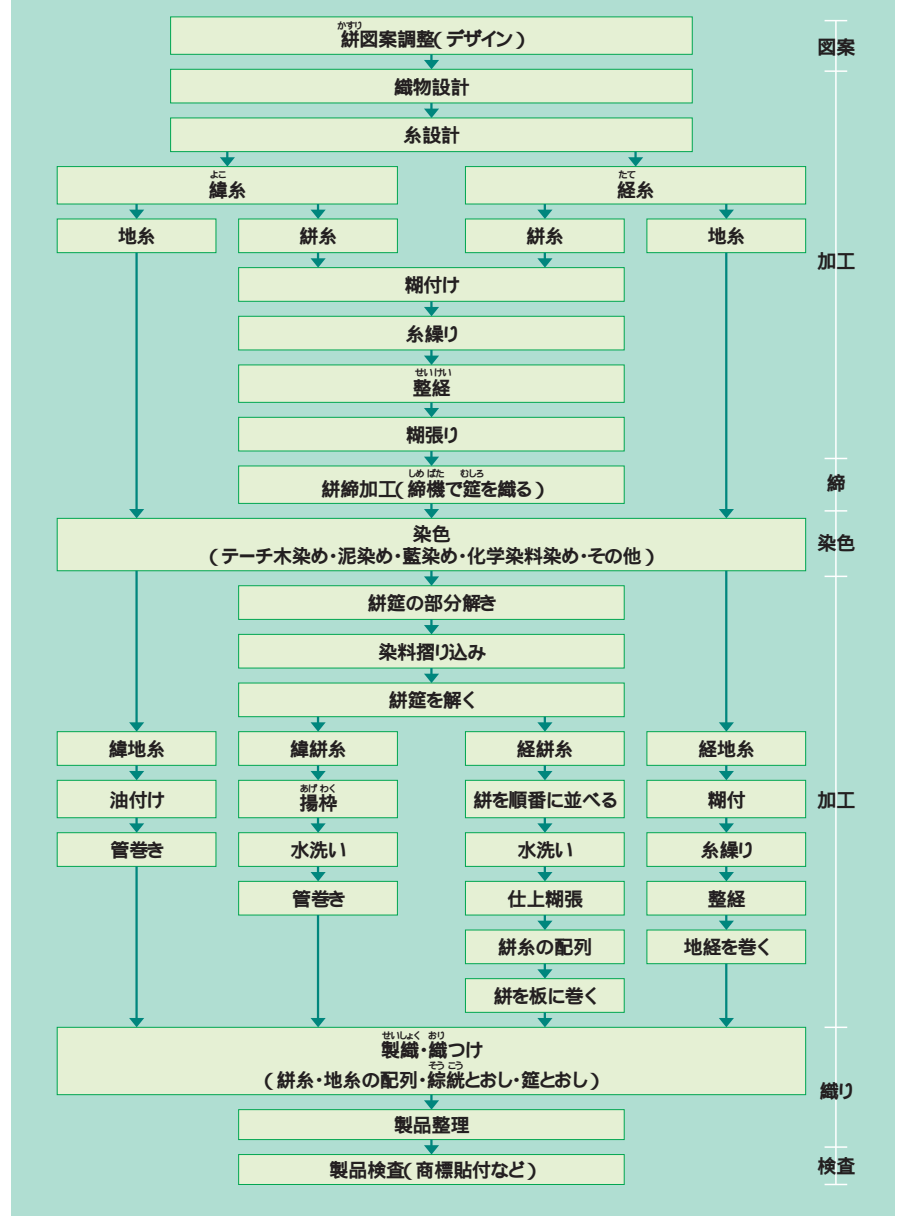 かすり
絣図案調整(デザイン)
図案
織物設計
糸設計
よこ
緯糸
たて
経糸
地糸
絣糸
絣糸
地糸
加工
糊付け
糸繰り
せいけい
整経
糊張り
しめばた むしろ
絣締加工(締機で筵を織る)
締
染色
(テーチ木染め・泥染め・藍染め・化学染料染め・その他)
染色
絣筵の部分解き
染料摺り込み
絣筵を解く
緯地糸
緯絣糸
経絣糸
経地糸
油付け
あげわく
揚枠
絣を順番に並べる
糊付
加工
管巻き
水洗い
水洗い
糸繰り
管巻き
仕上糊張
整経
絣糸の配列
地経を巻く
絣を板に巻く
せいしょく おり
製織・織つけ
そうこう
(絣糸・地糸の配列・綜絖とおし・筵とおし)
織り
製品整理
製品検査(商標貼付など)
検査